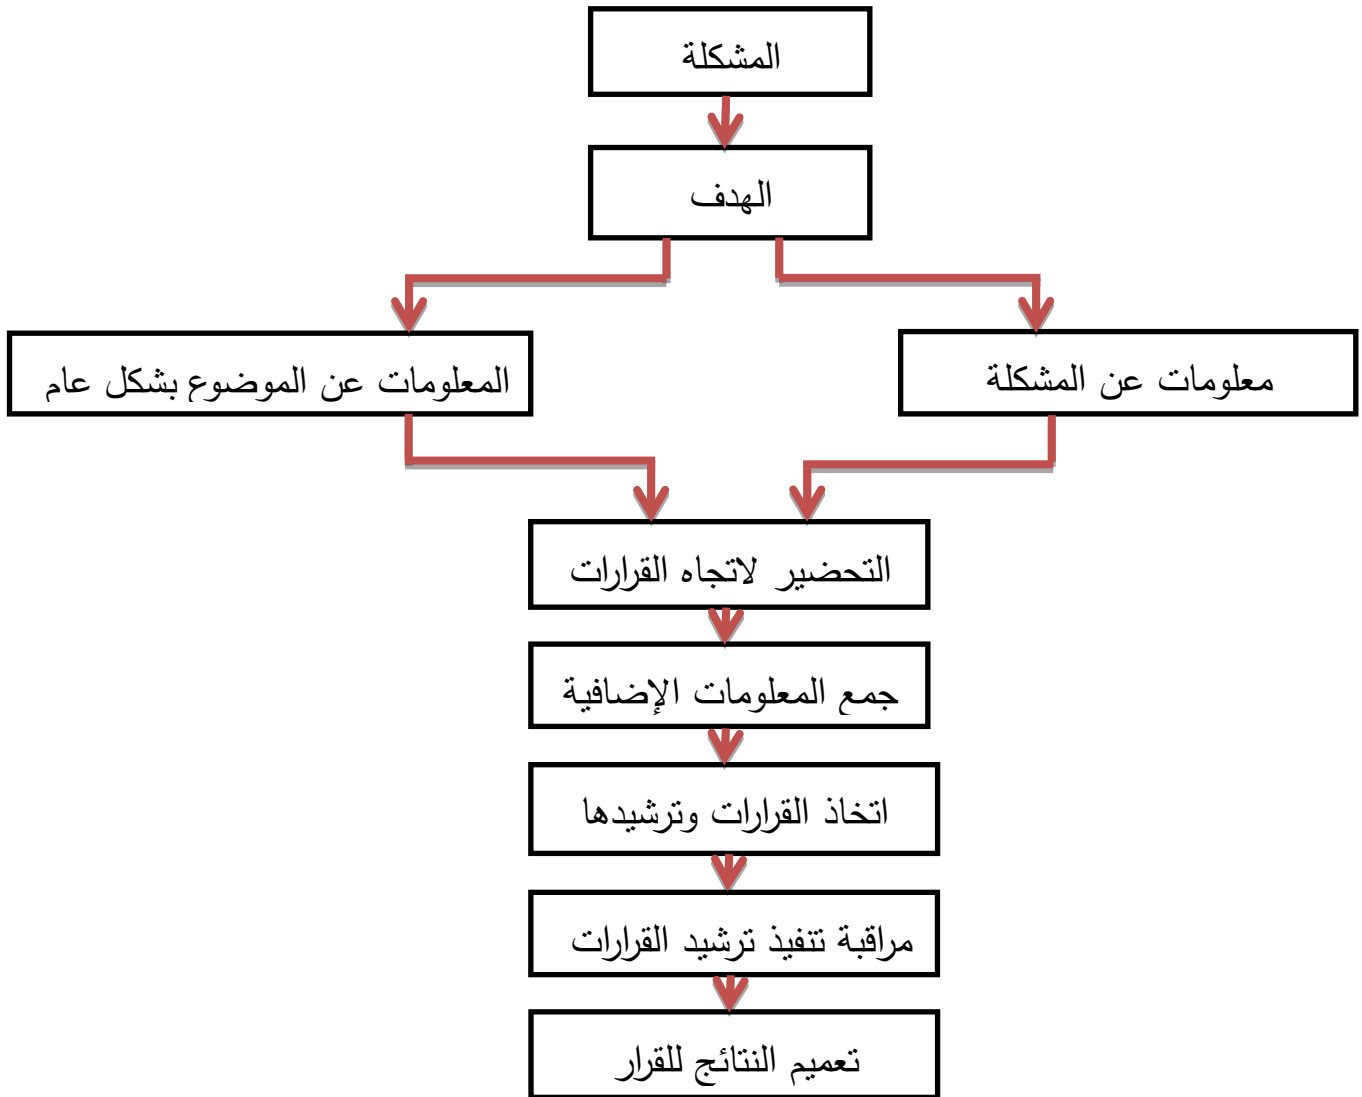 المشكلة
الهدف
معلومات عن المشكلة
المعلومات عن الموضوع بشكل عام
التحضير لاتجاه القرارات
جمع المعلومات الإضافية
اتخاذ القرارات وترشيدها
مراقبة تنفيذ ترشيد القرارات
تعميم النتائج للقرار